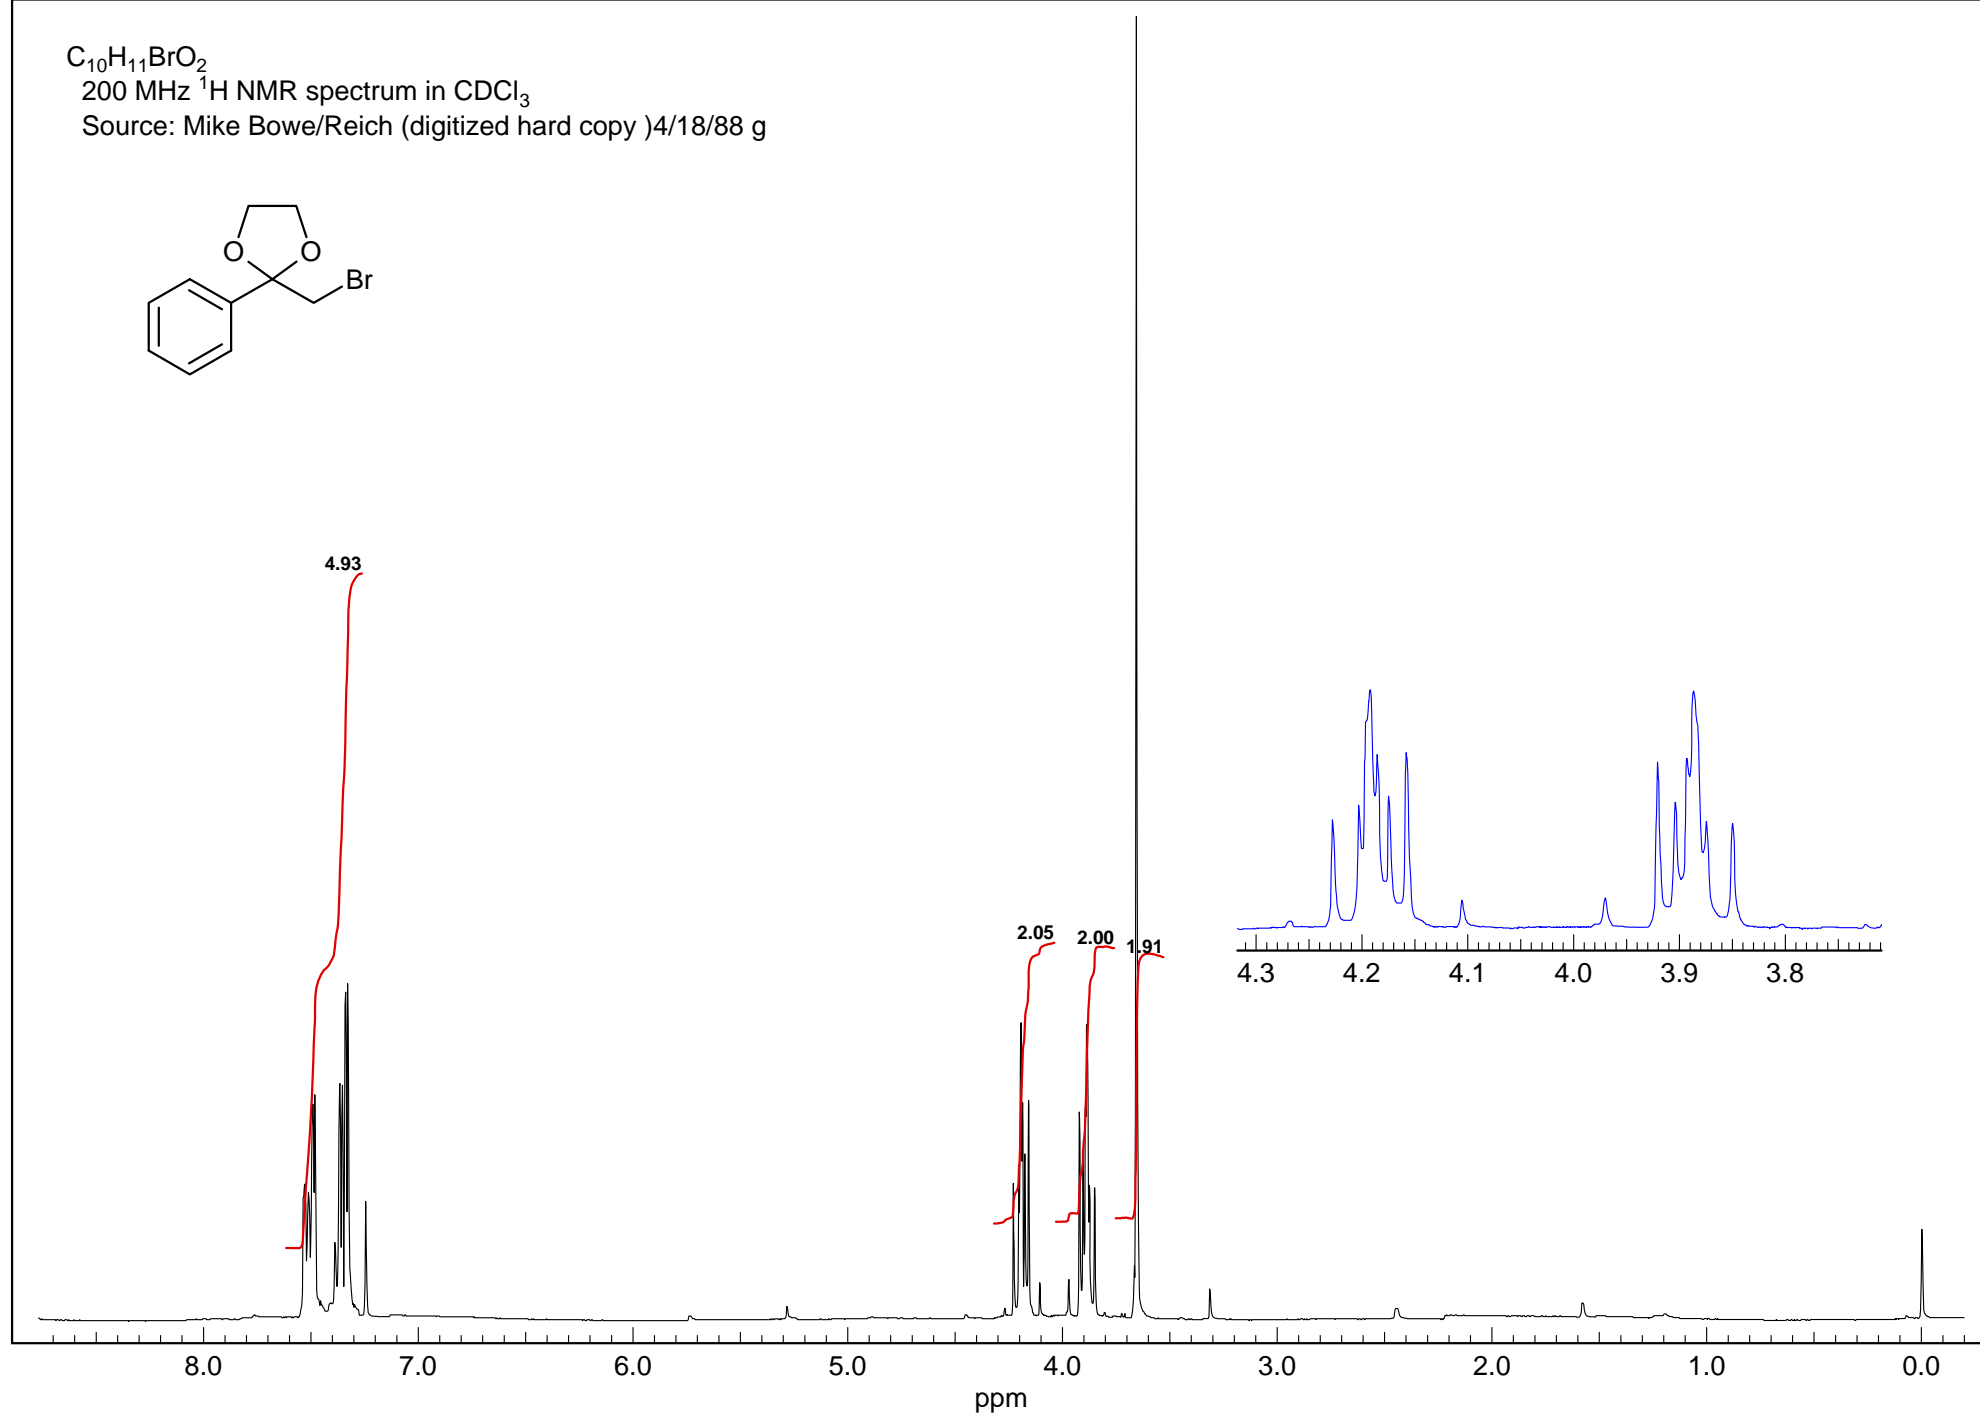 C₁₀H₁₁BrO₂
200 MHz ¹H NMR spectrum in CDCl₃
Source: Mike Bowe/Reich (digitized hard copy )4/18/88 g
O O
Br
4.93
2.05 2.00 1.91
4.3 4.2 4.1 4.0 3.9 3.8
8.0 7.0 6.0 5.0 4.0 3.0 2.0 1.0 0.0
ppm